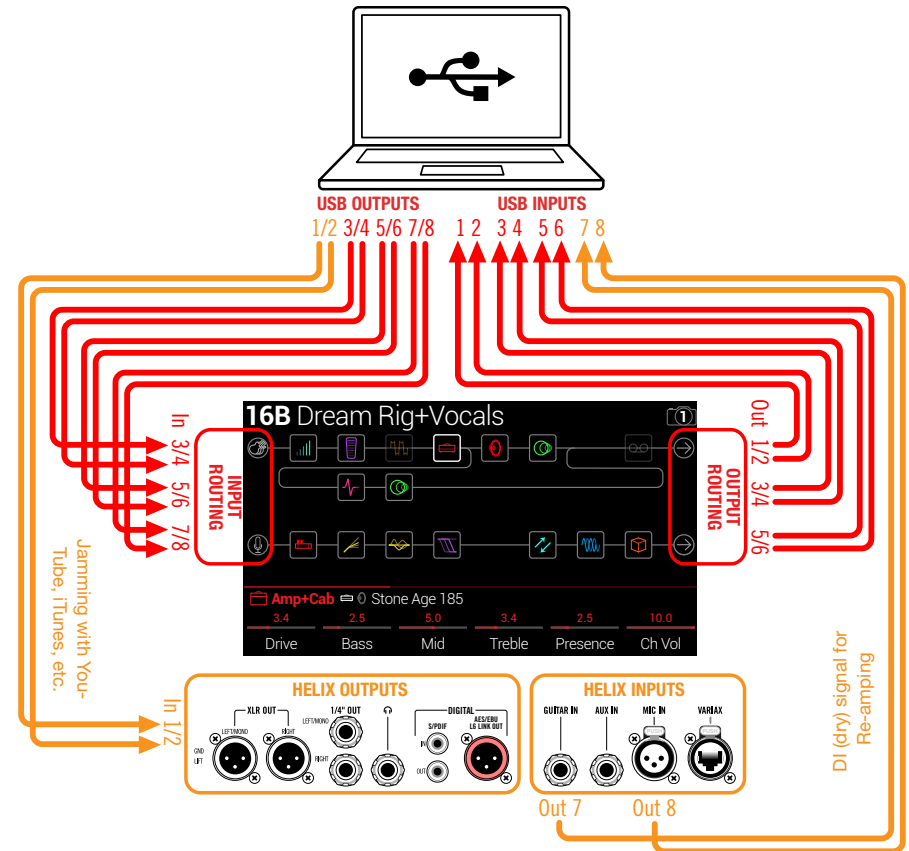 USB OUTPUTS
USB INPUTS
1/2 3/4 5/6 7/8
1 2 3 4 5 6 7 8
In 3/4 5/6 7/8
INPUT
ROUTING
16B Dream Rig+Vocals
1
Out 1/2 3/4 5/6
OUTPUT
ROUTING
Amp+Cab Stone Age 185
3.4 2.5 5.0 3.4 2.5 10.0
Drive Bass Mid Treble Presence Ch Vol
Jamming with You-
Tube, iTunes, etc.
DI (dry) signal for
Re-amping
In 1/2
HELIX OUTPUTS
XLR OUT
LEFT/MONO
RIGHT
GND
LIFT
1/4" OUT
LEFT/MONO
RIGHT
DIGITAL
S/PDIF
IN
OUT
AES/EBU
L6 LINK OUT
HELIX INPUTS
GUITAR IN AUX IN MIC IN VARIAX
Out 7 Out 8